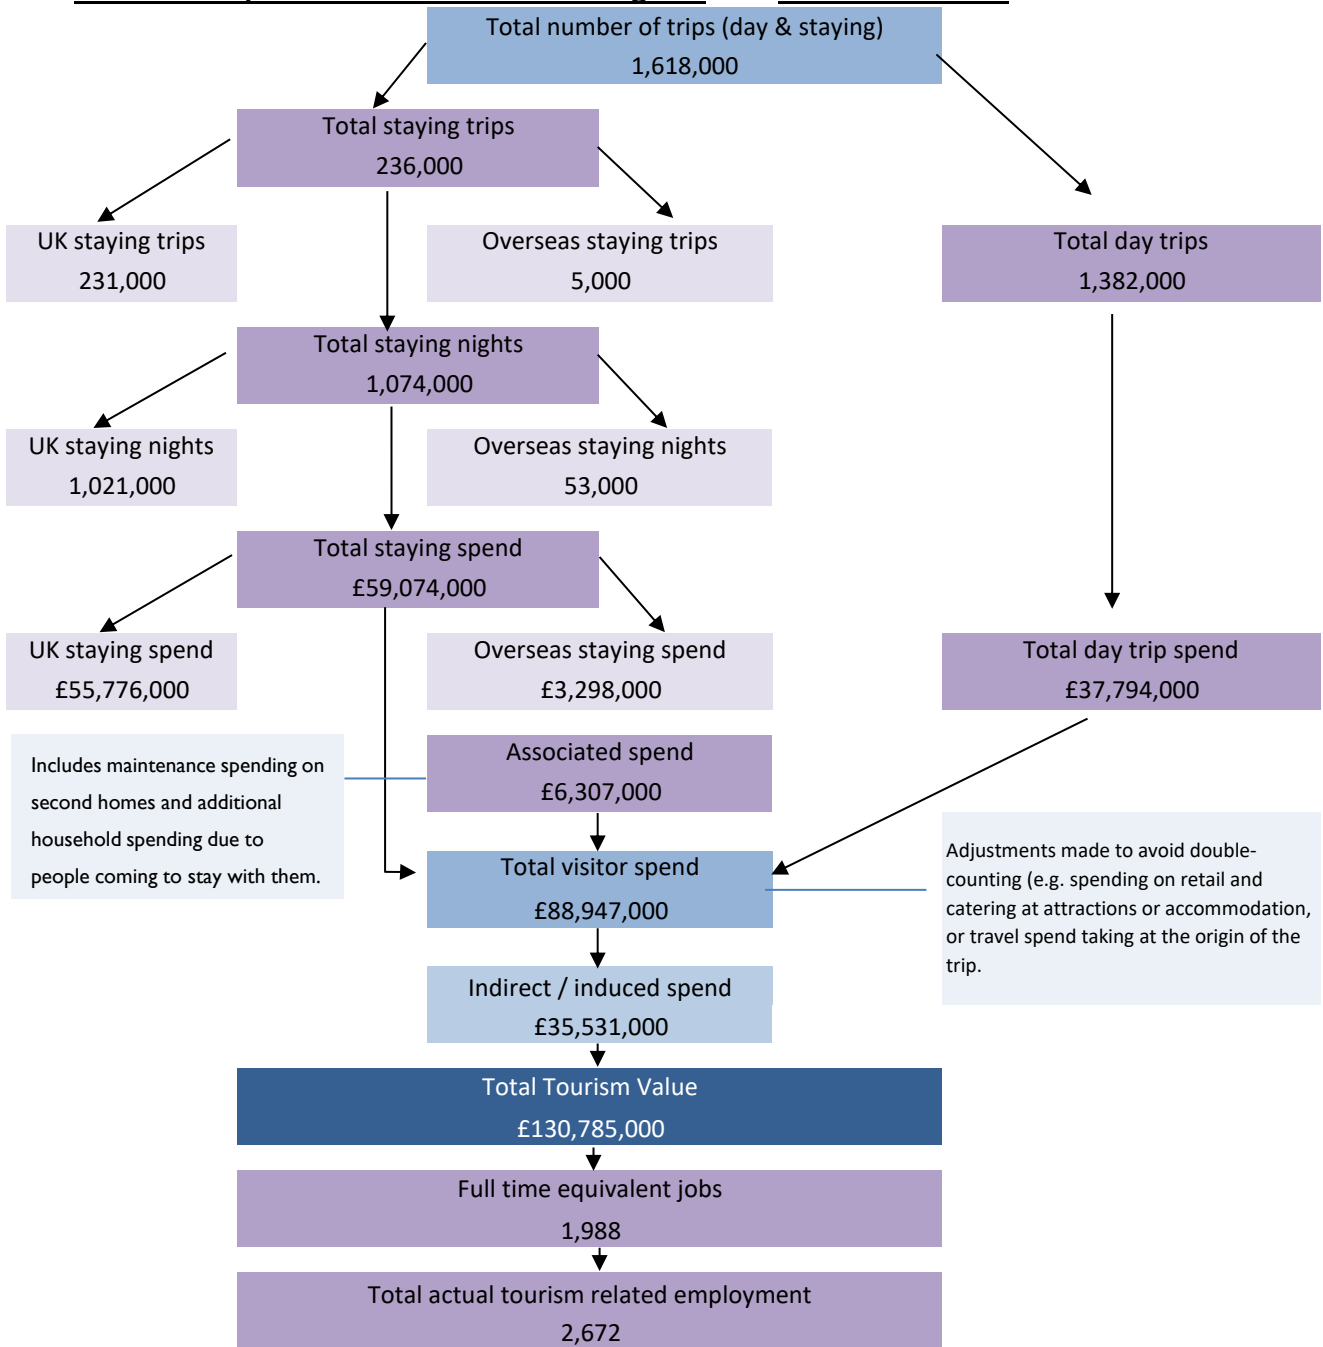 Total number of trips (day & staying)
1,618,000
Total staying trips
236,000
UK staying trips
231,000
Overseas staying trips
5,000
Total day trips
1,382,000
Total staying nights
1,074,000
UK staying nights
1,021,000
Overseas staying nights
53,000
Total staying spend
£59,074,000
UK staying spend
£55,776,000
Overseas staying spend
£3,298,000
Total day trip spend
£37,794,000
Includes maintenance spending on
second homes and additional
household spending due to
people coming to stay with them.
Associated spend
£6,307,000
Total visitor spend
£88,947,000
Adjustments made to avoid double-
counting (e.g. spending on retail and
catering at attractions or accommodation,
or travel spend taking at the origin of the
trip.
Indirect / induced spend
£35,531,000
Total Tourism Value
£130,785,000
Full time equivalent jobs
1,988
Total actual tourism related employment
2,672